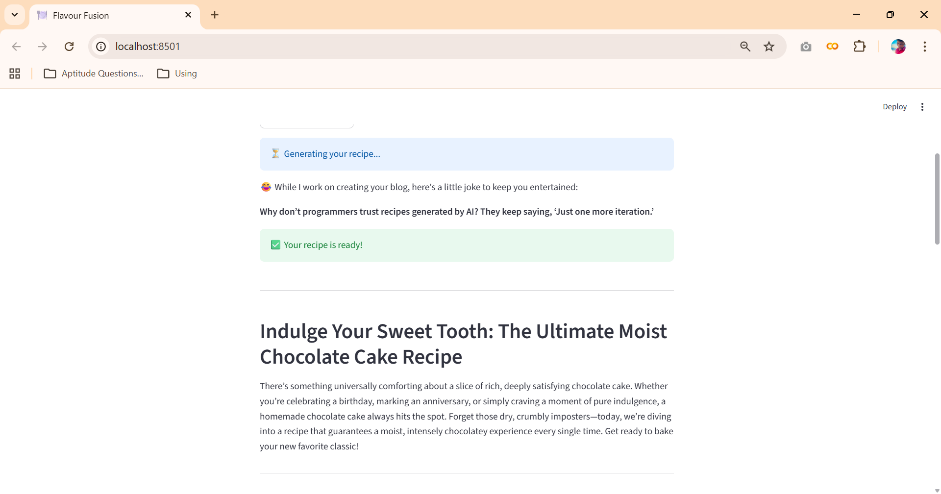 Flavour Fusion
localhost:8501
Aptitude Questions...
Using
Deploy
⏳ Generating your recipe...
😂 While I work on creating your blog, here's a little joke to keep you entertained:
Why don't programmers trust recipes generated by AI? They keep saying, ‘Just one more iteration.’
✅ Your recipe is ready!
Indulge Your Sweet Tooth: The Ultimate Moist
Chocolate Cake Recipe
There's something universally comforting about a slice of rich, deeply satisfying chocolate cake. Whether
you're celebrating a birthday, marking an anniversary, or simply craving a moment of pure indulgence, a
homemade chocolate cake always hits the spot. Forget those dry, crumbly imposters—today, we're diving
into a recipe that guarantees a moist, intensely chocolatey experience every single time. Get ready to bake
your new favorite classic!